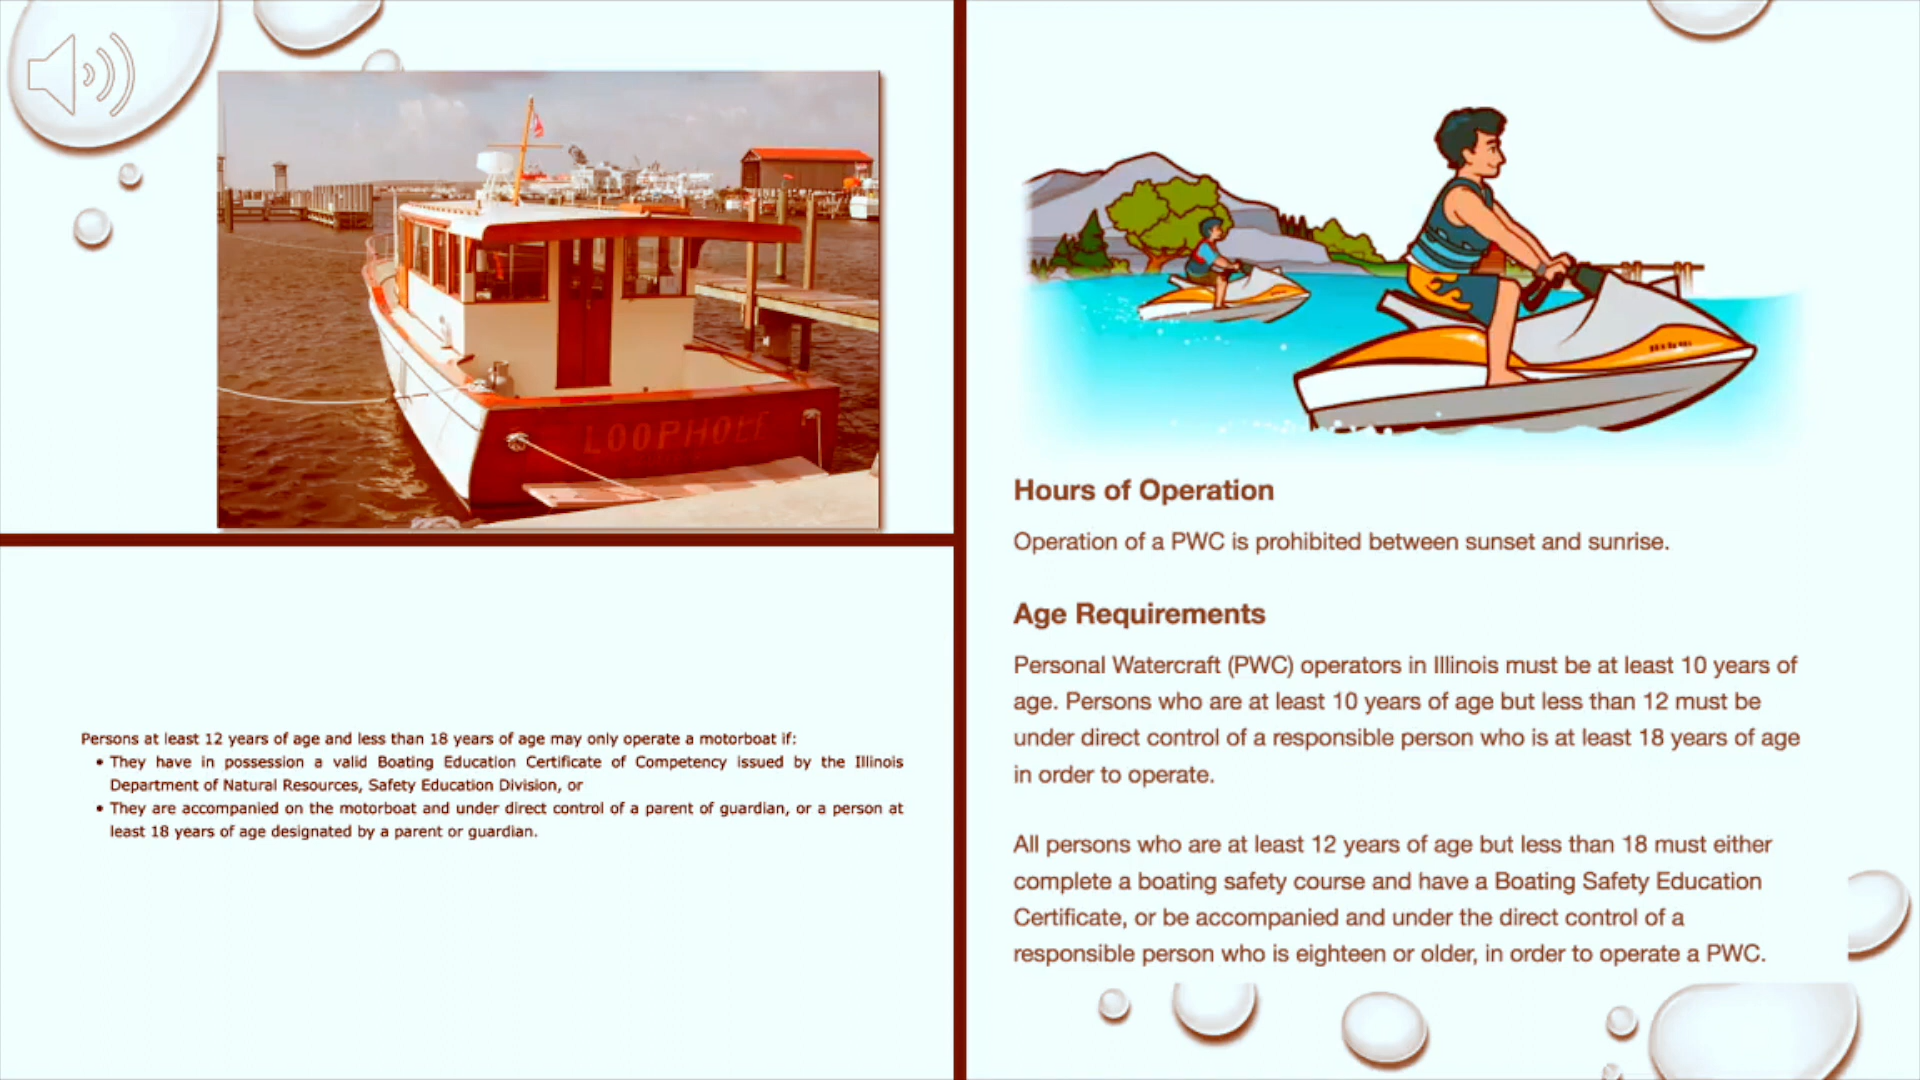 LOOPHOLE
Persons at least 12 years of age and less than 18 years of age may only operate a motorboat if:
• They have in possession a valid Boating Education Certificate of Competency issued by the Illinois
Department of Natural Resources, Safety Education Division, or
• They are accompanied on the motorboat and under direct control of a parent of guardian, or a person at
least 18 years of age designated by a parent or guardian.
Hours of Operation
Operation of a PWC is prohibited between sunset and sunrise.
Age Requirements
Personal Watercraft (PWC) operators in Illinois must be at least 10 years of
age. Persons who are at least 10 years of age but less than 12 must be
under direct control of a responsible person who is at least 18 years of age
in order to operate.
All persons who are at least 12 years of age but less than 18 must either
complete a boating safety course and have a Boating Safety Education
Certificate, or be accompanied and under the direct control of a
responsible person who is eighteen or older, in order to operate a PWC.